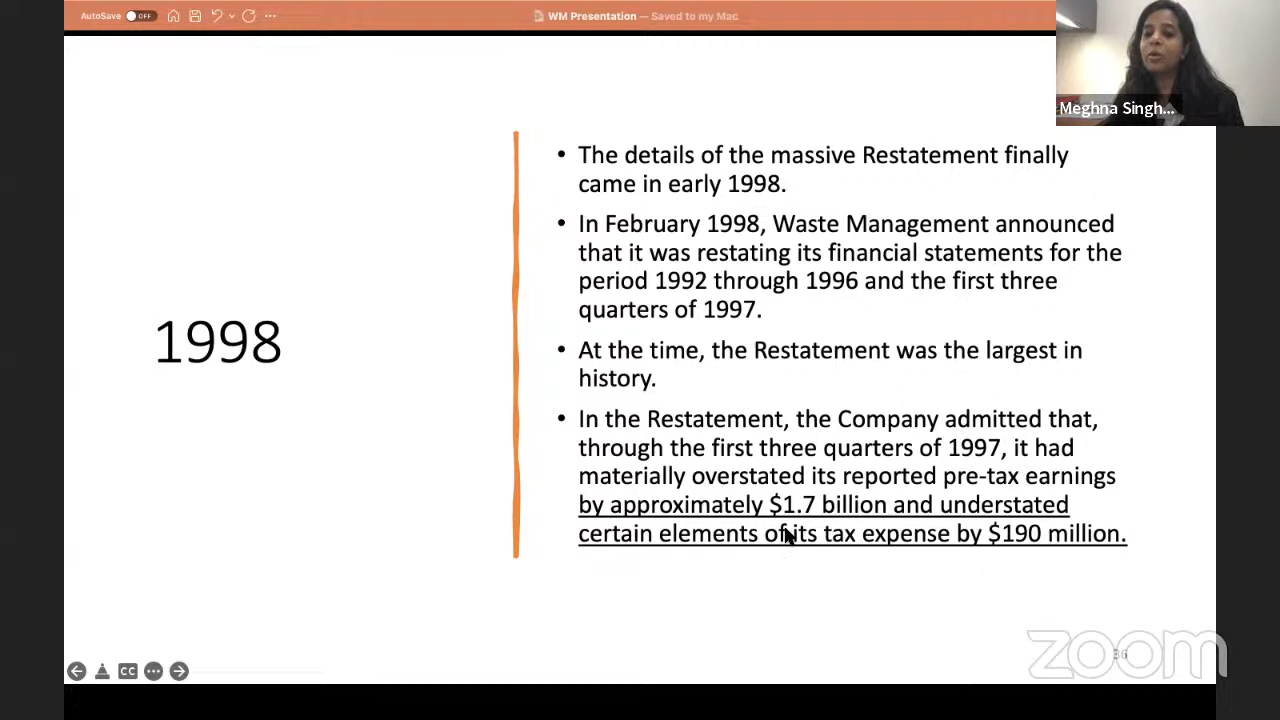 AutoSave OFF
WM Presentation — Saved to my Mac
Meghna Singh...
1998
• The details of the massive Restatement finally
came in early 1998.
• In February 1998, Waste Management announced
that it was restating its financial statements for the
period 1992 through 1996 and the first three
quarters of 1997.
• At the time, the Restatement was the largest in
history.
• In the Restatement, the Company admitted that,
through the first three quarters of 1997, it had
materially overstated its reported pre-tax earnings
by approximately $1.7 billion and understated
certain elements of its tax expense by $190 million.
CC
zoom
36